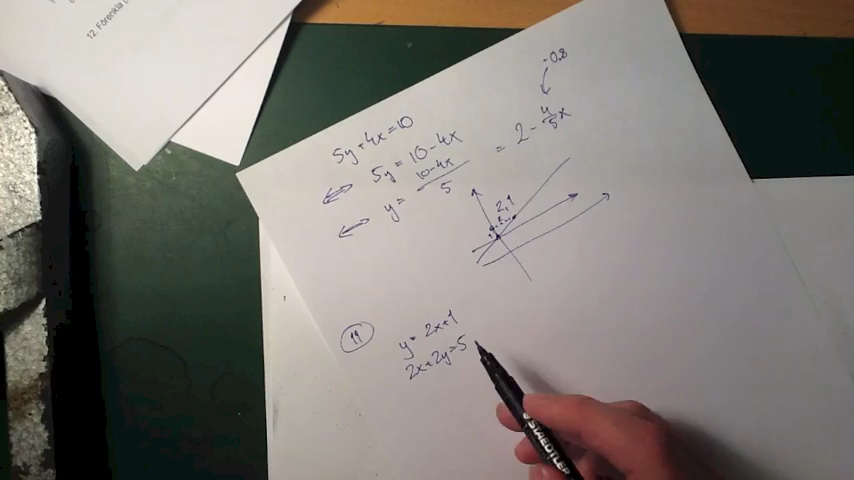 12. Förenkla
-0.8
5y+4x=10
⟺ 5y = 10-4x
⟺ y = 10-4x / 5 = 2 - 4/5 x
2,1
11
y = 2x+1
2x+2y=5
STAEDTLER